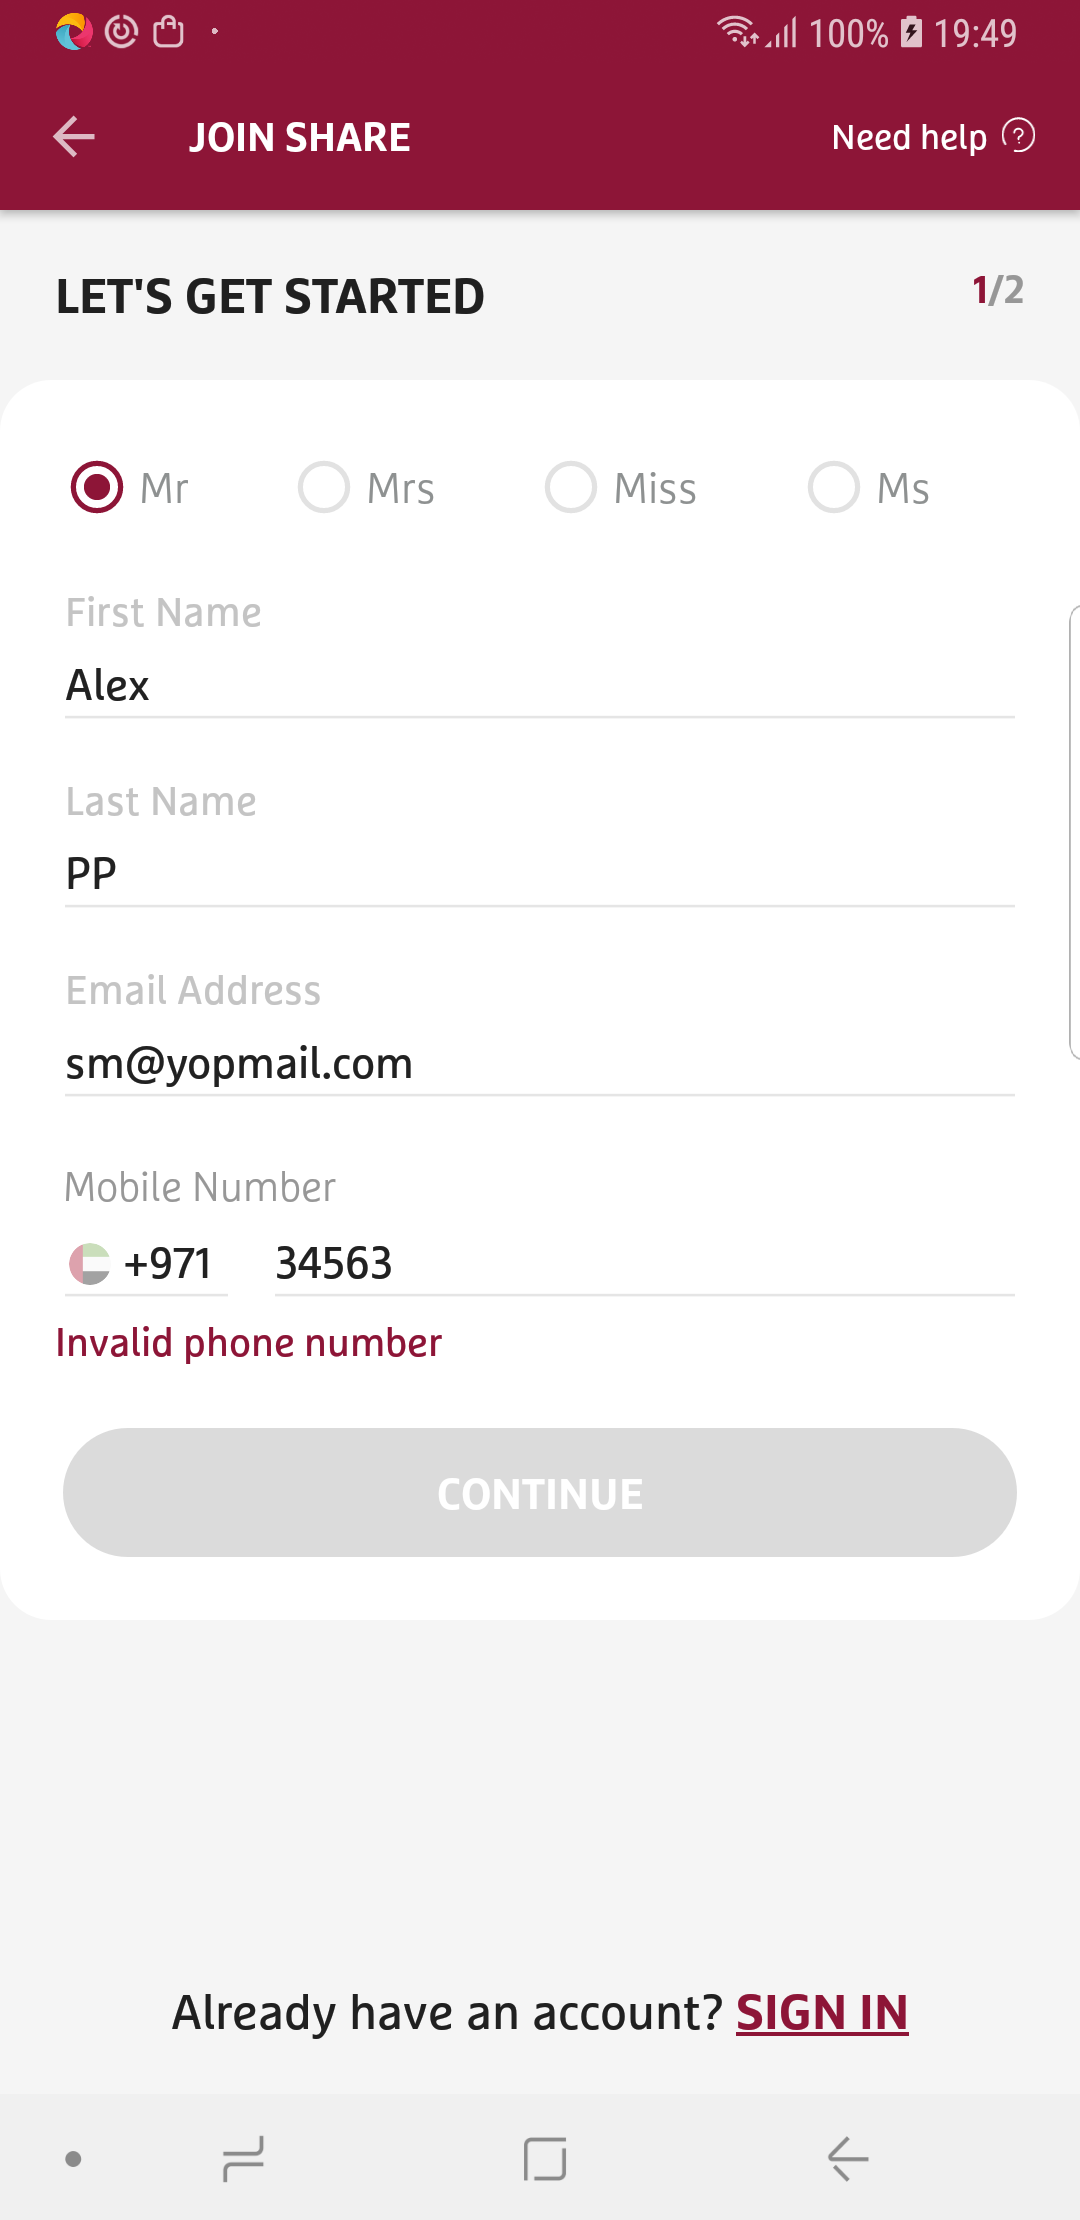 100% 19:49
JOIN SHARE Need help ?
LET'S GET STARTED 1/2
Mr Mrs Miss Ms
First Name
Alex
Last Name
PP
Email Address
sm@yopmail.com
Mobile Number
+971 34563
Invalid phone number
CONTINUE
Already have an account? SIGN IN